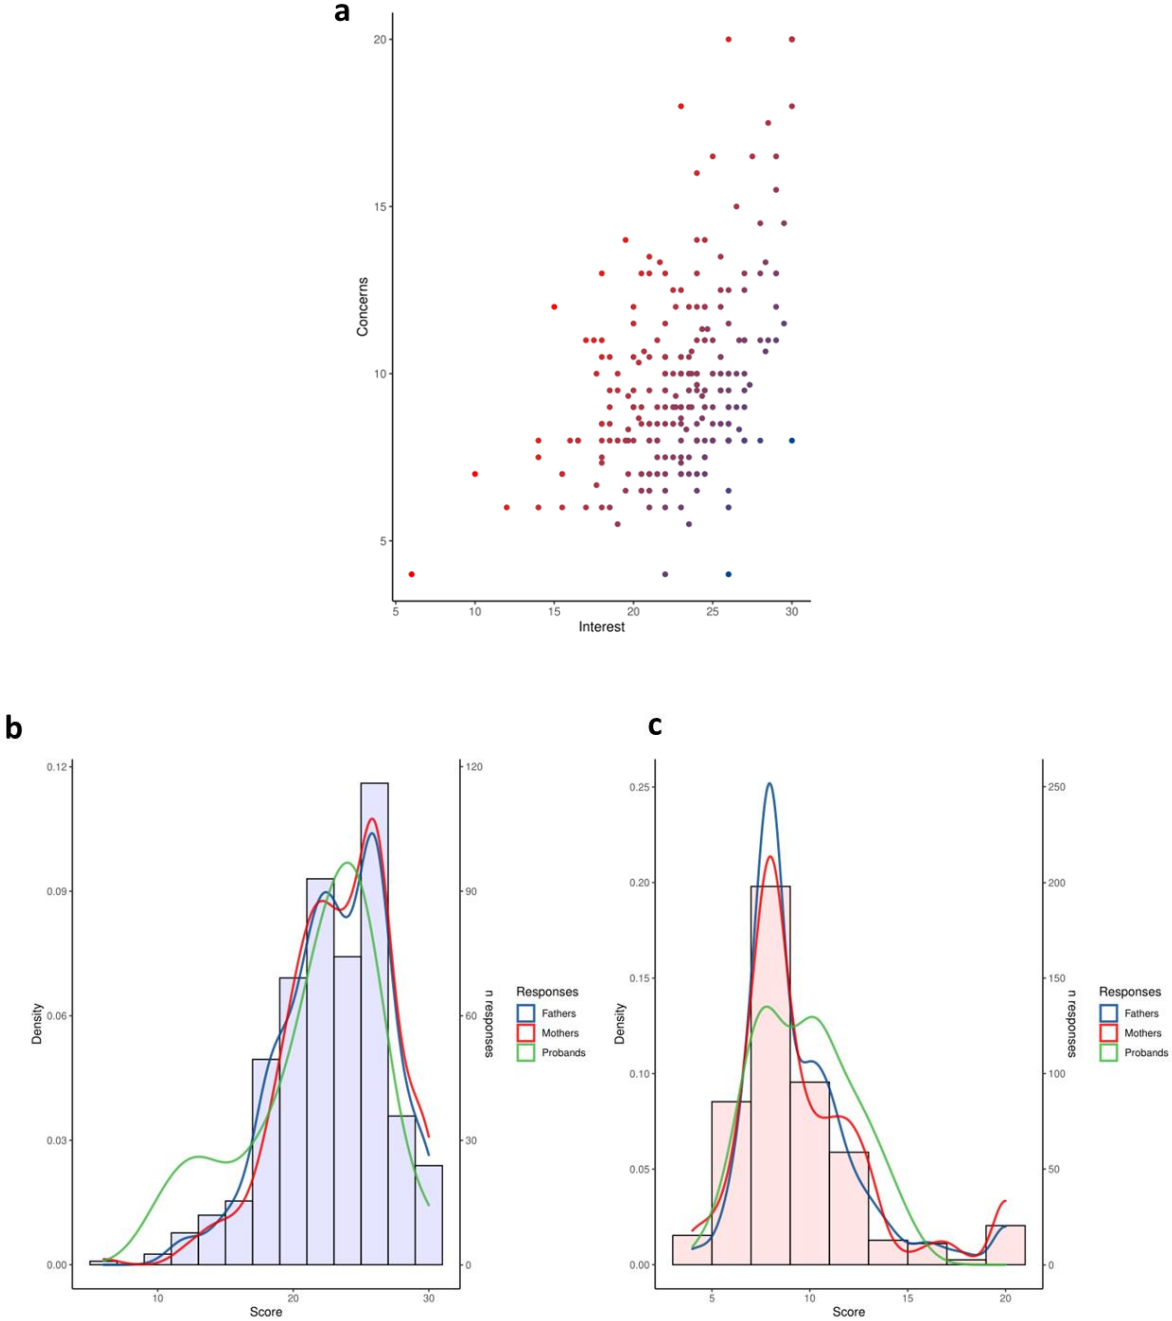 a
20
15
10
5
Concerns
5 10 15 20 25 30
Interest
b
0.12
0.09
0.06
0.03
0.00
Density
120
90
60
30
0
n responses
10 20 30
Score
Responses
Fathers
Mothers
Probands
c
0.25
0.20
0.15
0.10
0.05
0.00
Density
250
200
150
100
50
0
n responses
5 10 15 20
Score
Responses
Fathers
Mothers
Probands